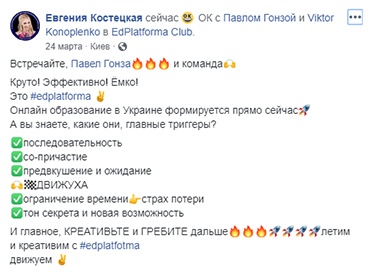 Евгения Костецкая сейчас 😆 ОК с Павлом Гонзой и Viktor
Konoplenko в EdPlatforma Club.
24 марта · Киев ·
Встречайте, Павел Гонза🔥🔥🔥 и команда🙌
Круто! Эффективно! Ёмко!
Это #edplatforma ✌
Онлайн образование в Украине формируется прямо сейчас🚀
А вы знаете, какие они, главные триггеры?
✅последовательность
✅со-причастие
✅предвкушение и ожидание
🙌🏁ДВИЖУХА
✅ограничение времени👉страх потери
✅тон секрета и новая возможность
И главное, КРЕАТИВЬТЕ и ГРЕБИТЕ дальше🔥🔥🔥🚀🚀🚀🚀летим
и креативим с #edplatfotma
движуем ✌